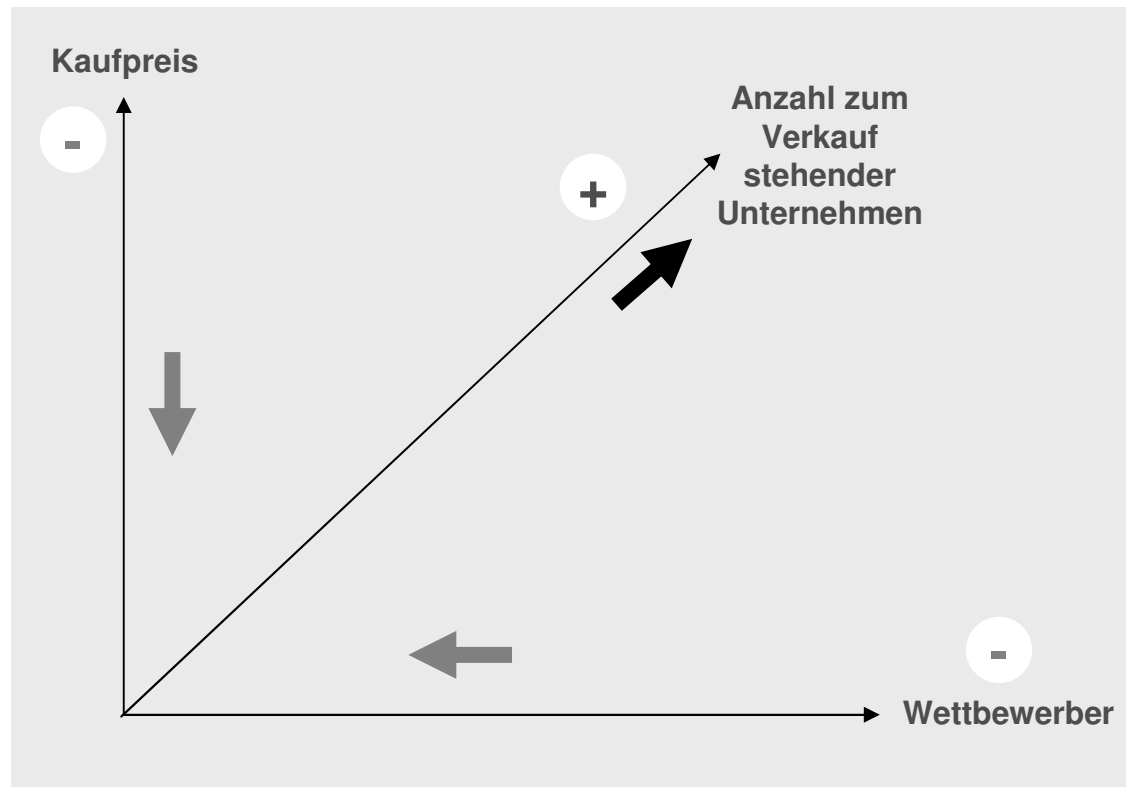 Kaufpreis
-
Anzahl zum
Verkauf
stehender
Unternehmen
+
-
Wettbewerber